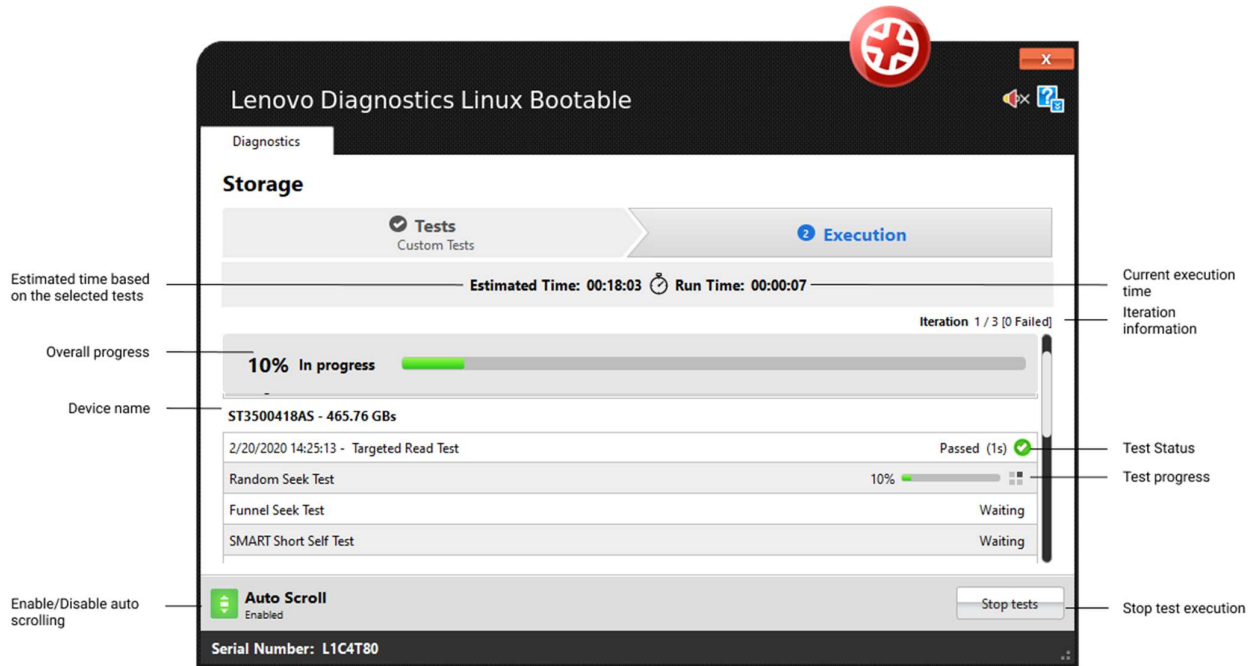 X
Lenovo Diagnostics Linux Bootable
Diagnostics
Storage
Tests
Custom Tests
2 Execution
Estimated time based
on the selected tests
Estimated Time: 00:18:03 Run Time: 00:00:07
Current execution
time
Iteration 1 / 3 [0 Failed]
Iteration
information
Overall progress
10% In progress
Device name
ST3500418AS - 465.76 GBs
2/20/2020 14:25:13 - Targeted Read Test Passed (1s)
Test Status
Random Seek Test 10%
Test progress
Funnel Seek Test Waiting
SMART Short Self Test Waiting
Enable/Disable auto
scrolling
Auto Scroll
Enabled
Stop tests
Stop test execution
Serial Number: L1C4T80